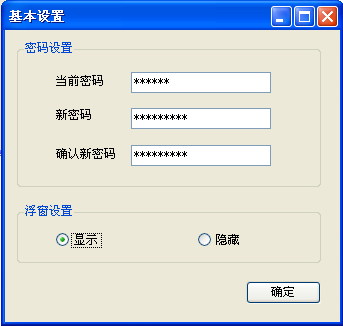 基本设置
密码设置
当前密码 ******
新密码 *********
确认新密码 *********
浮窗设置
显示 隐藏
确定